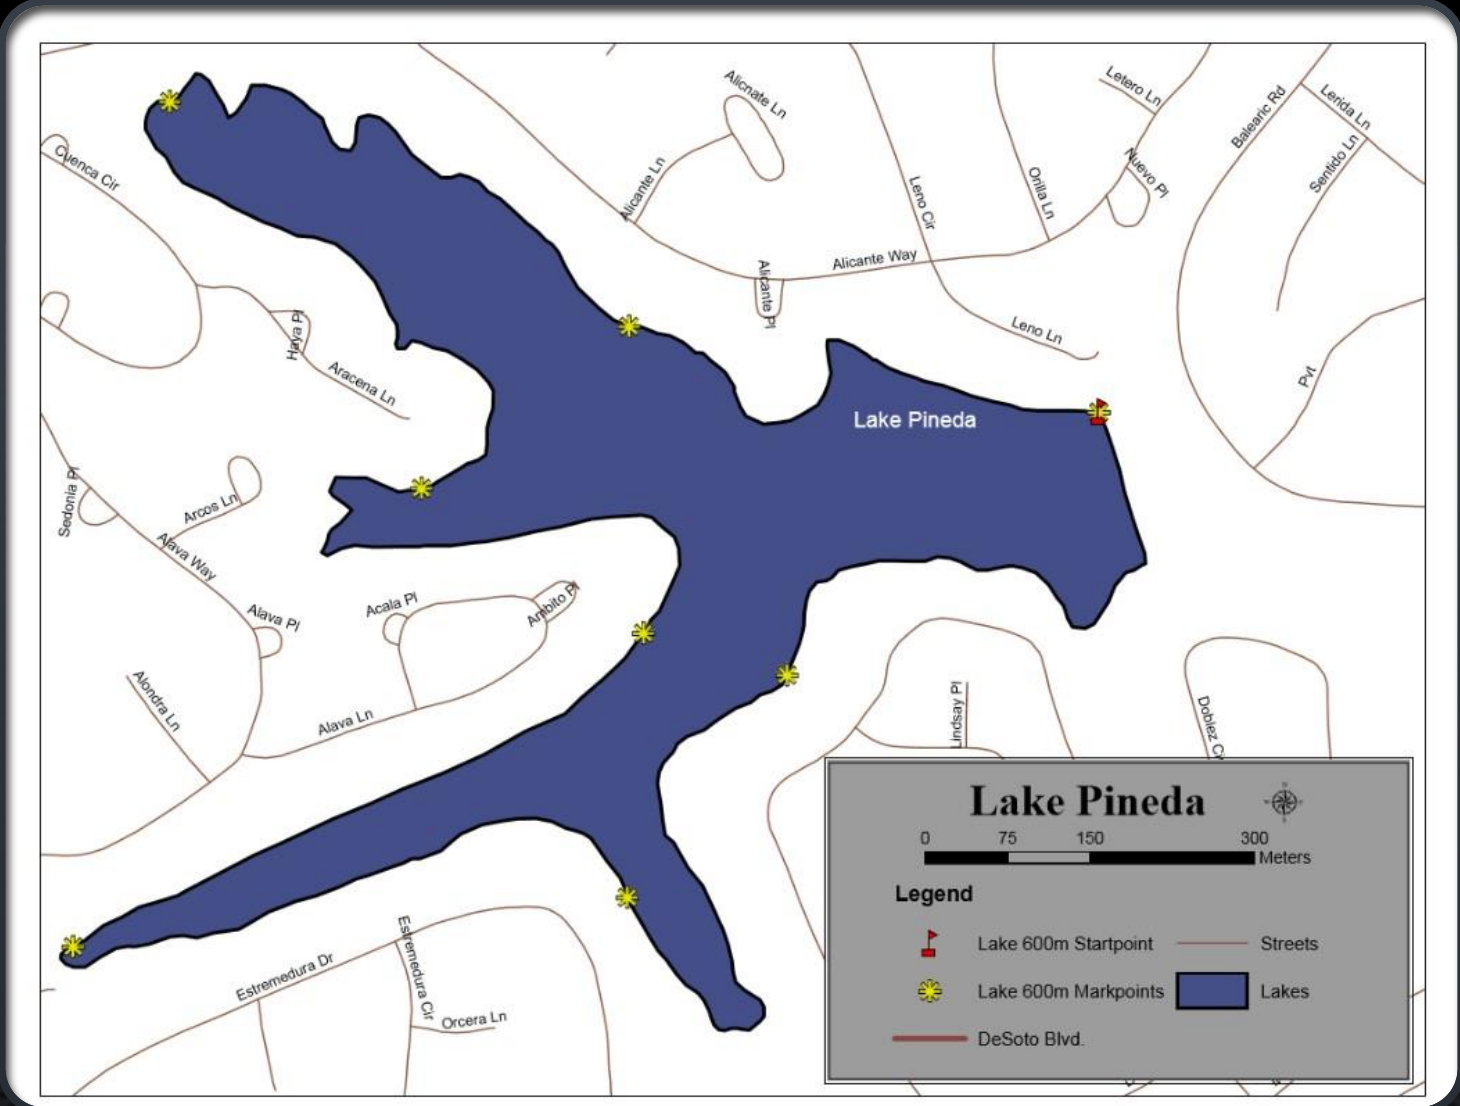 Letero Ln
Alicnate Ln
Balearic Rd
Lerida Ln
Cuenca Cir
Alicante Ln
Leno Cir
Orilla Ln
Nuevo Pl
Sentido Ln
Alicante Way
Alicante Pl
Haya Pl
Leno Ln
Aracena Ln
Pvt
Lake Pineda
Sedonia Pl
Arcos Ln
Alava Way
Alava Pl
Acala Pl
Ambito Pl
Alondra Ln
Alava Ln
Lindsay Pl
Doblez Ci
Lake Pineda
0 75 150 300
Meters
Legend
Lake 600m Startpoint Streets
Lake 600m Markpoints Lakes
DeSoto Blvd.
Estremedura Dr
Estremedura Cir
Orcera Ln